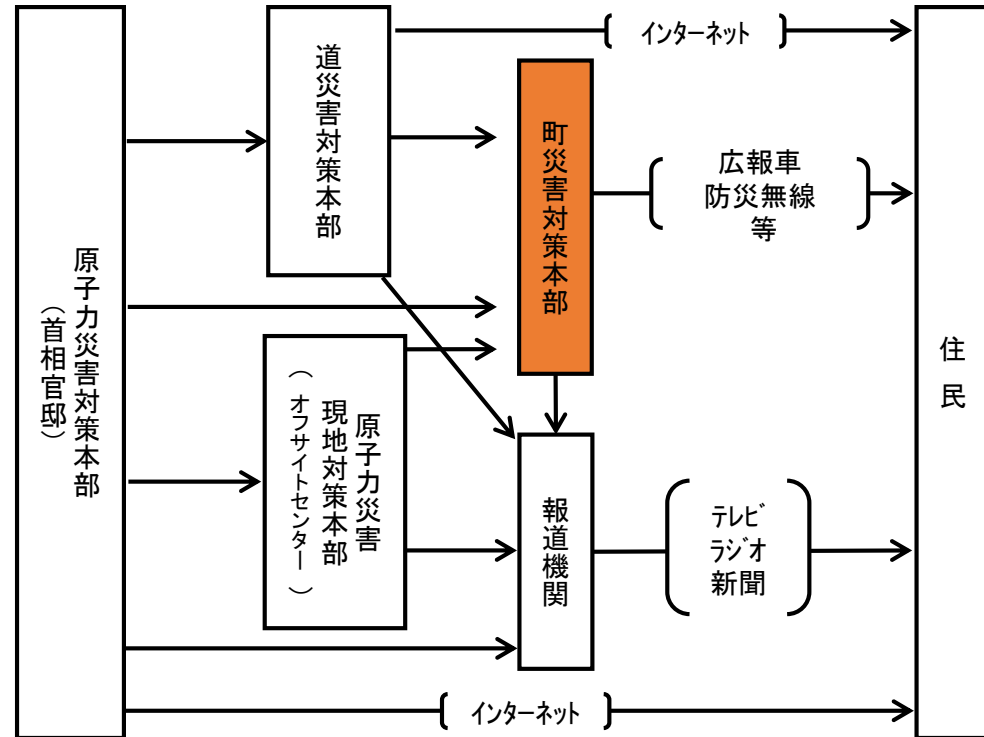 原子力災害対策本部
（首相官邸）
道災害対策本部
インターネット
町災害対策本部
広報車
防災無線
等
原子力災害
現地対策本部
（オフサイトセンター）
報道機関
テレビ
ラジオ
新聞
インターネット
住民